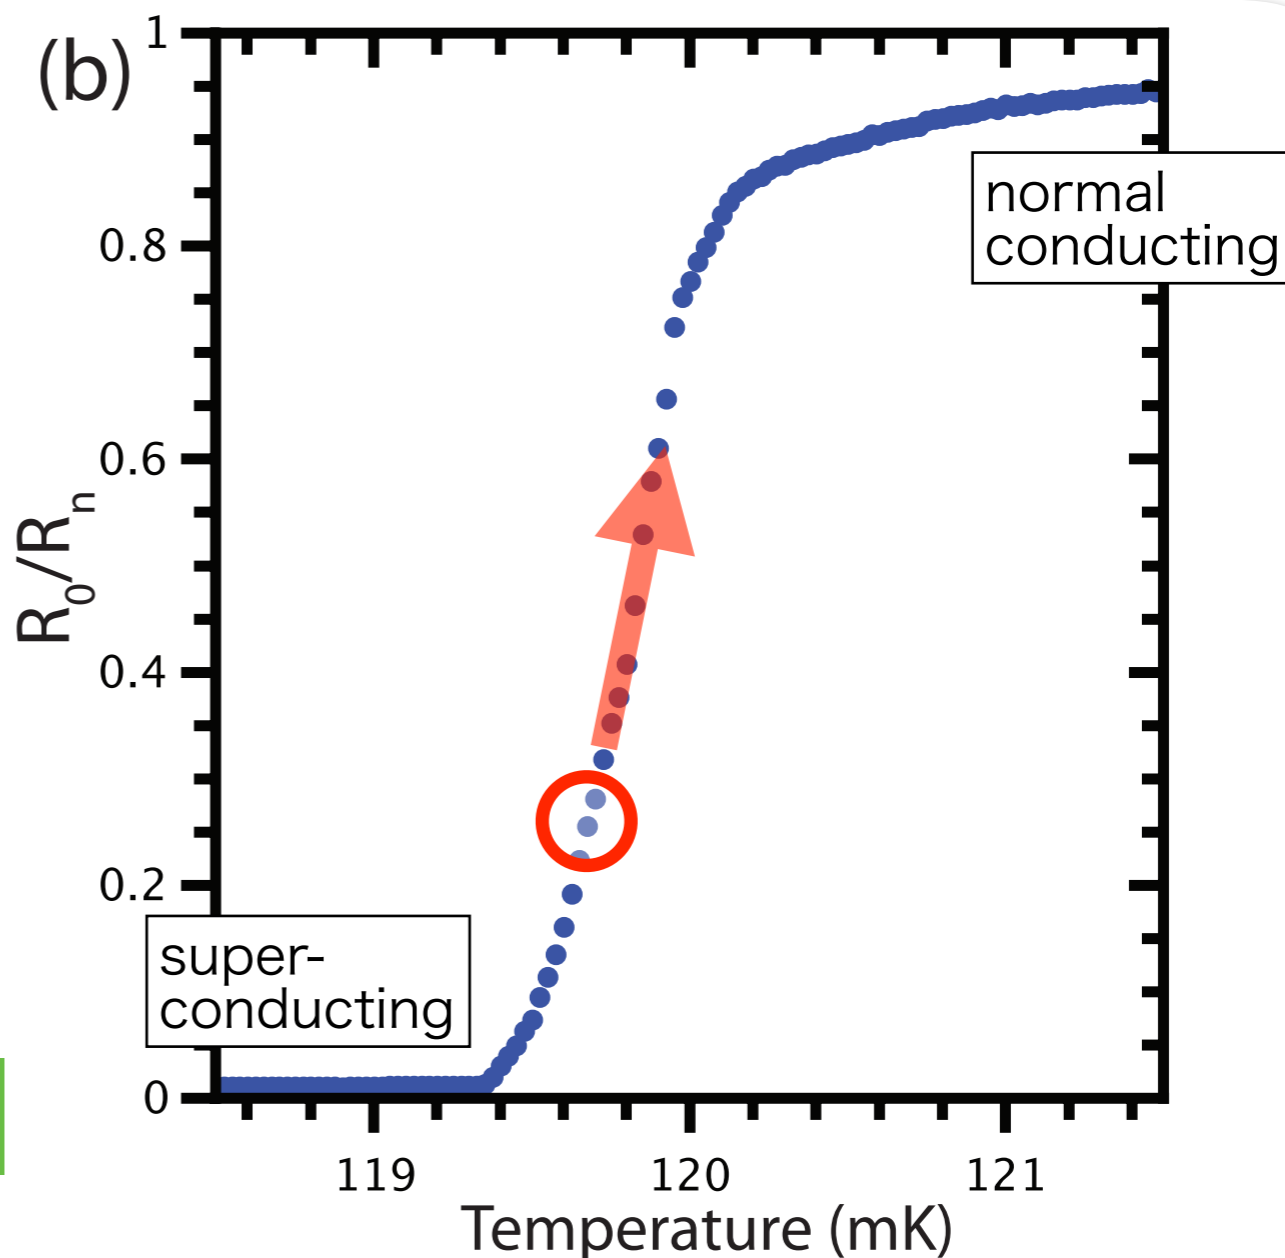 (b)
1
0.8
0.6
0.4
0.2
0
R0/Rn
normal
conducting
super-
conducting
119 120 121
Temperature (mK)